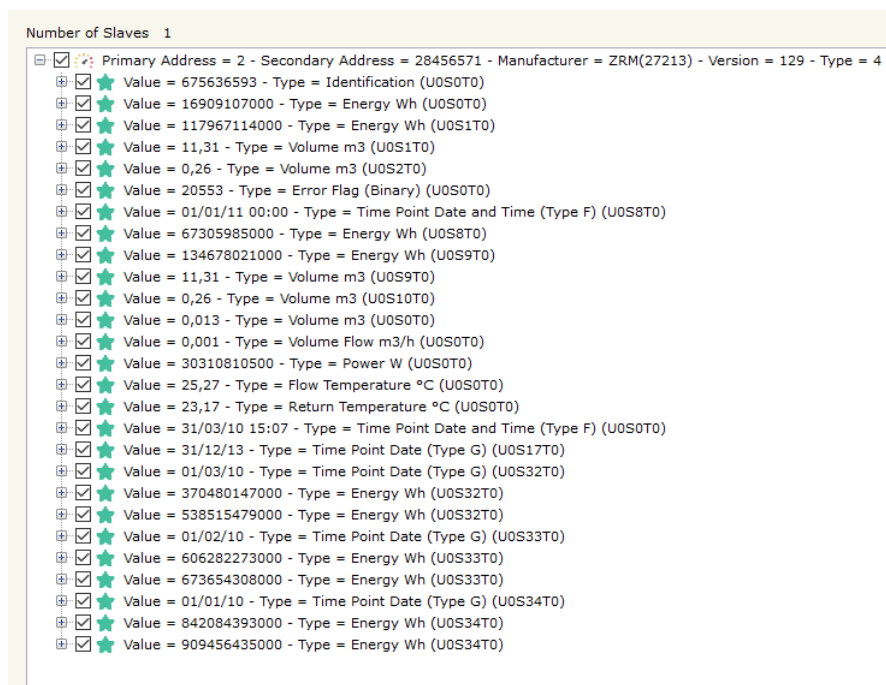 Number of Slaves 1
Primary Address = 2 - Secondary Address = 28456571 - Manufacturer = ZRM(27213) - Version = 129 - Type = 4
Value = 675636593 - Type = Identification (U0S0T0)
Value = 16909107000 - Type = Energy Wh (U0S0T0)
Value = 117967114000 - Type = Energy Wh (U0S1T0)
Value = 11,31 - Type = Volume m3 (U0S1T0)
Value = 0,26 - Type = Volume m3 (U0S2T0)
Value = 20553 - Type = Error Flag (Binary) (U0S0T0)
Value = 01/01/11 00:00 - Type = Time Point Date and Time (Type F) (U0S8T0)
Value = 67305985000 - Type = Energy Wh (U0S8T0)
Value = 134678021000 - Type = Energy Wh (U0S9T0)
Value = 11,31 - Type = Volume m3 (U0S9T0)
Value = 0,26 - Type = Volume m3 (U0S10T0)
Value = 0,013 - Type = Volume m3 (U0S0T0)
Value = 0,001 - Type = Volume Flow m3/h (U0S0T0)
Value = 30310810500 - Type = Power W (U0S0T0)
Value = 25,27 - Type = Flow Temperature °C (U0S0T0)
Value = 23,17 - Type = Return Temperature °C (U0S0T0)
Value = 31/03/10 15:07 - Type = Time Point Date and Time (Type F) (U0S0T0)
Value = 31/12/13 - Type = Time Point Date (Type G) (U0S17T0)
Value = 01/03/10 - Type = Time Point Date (Type G) (U0S32T0)
Value = 370480147000 - Type = Energy Wh (U0S32T0)
Value = 538515479000 - Type = Energy Wh (U0S32T0)
Value = 01/02/10 - Type = Time Point Date (Type G) (U0S33T0)
Value = 606282273000 - Type = Energy Wh (U0S33T0)
Value = 673654308000 - Type = Energy Wh (U0S33T0)
Value = 01/01/10 - Type = Time Point Date (Type G) (U0S34T0)
Value = 842084393000 - Type = Energy Wh (U0S34T0)
Value = 909456435000 - Type = Energy Wh (U0S34T0)